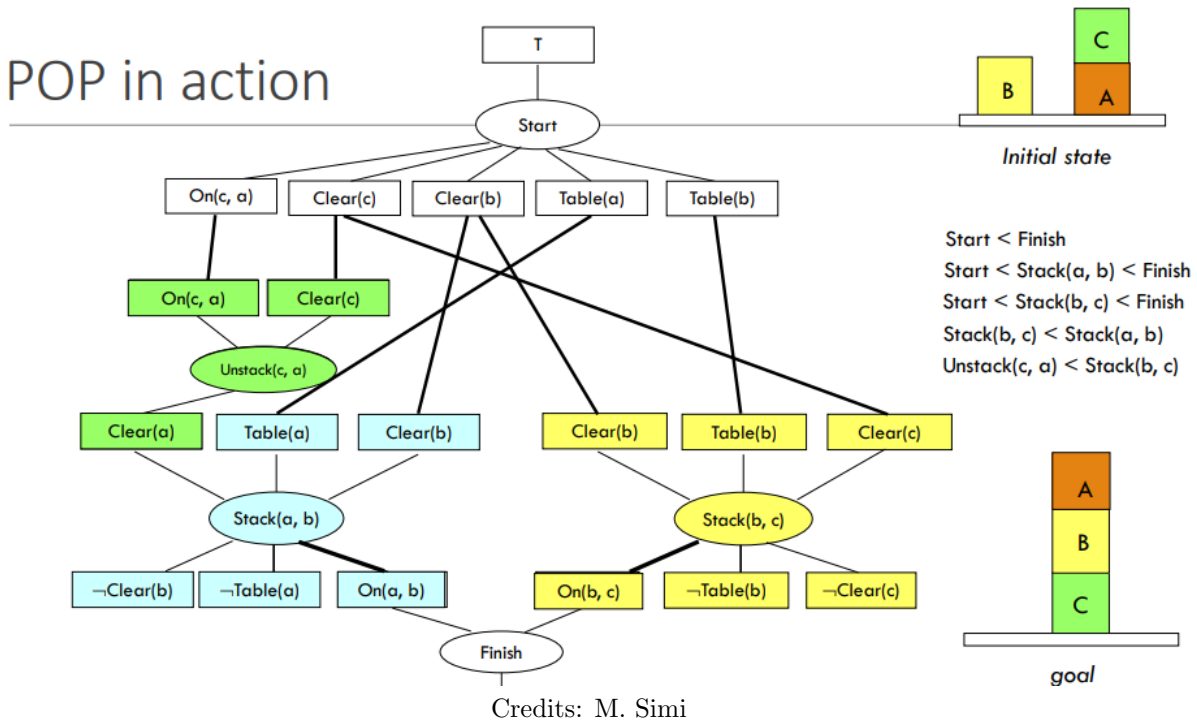 POP in action
T
Start
On(c, a) Clear(c) Clear(b) Table(a) Table(b)
On(c, a) Clear(c)
Unstack(c, a)
Clear(a) Table(a) Clear(b) Clear(b) Table(b) Clear(c)
Stack(a, b) Stack(b, c)
¬Clear(b) ¬Table(a) On(a, b) On(b, c) ¬Table(b) ¬Clear(c)
Finish
C
B A
Initial state
Start < Finish
Start < Stack(a, b) < Finish
Start < Stack(b, c) < Finish
Stack(b, c) < Stack(a, b)
Unstack(c, a) < Stack(b, c)
A
B
C
goal
Credits: M. Simi